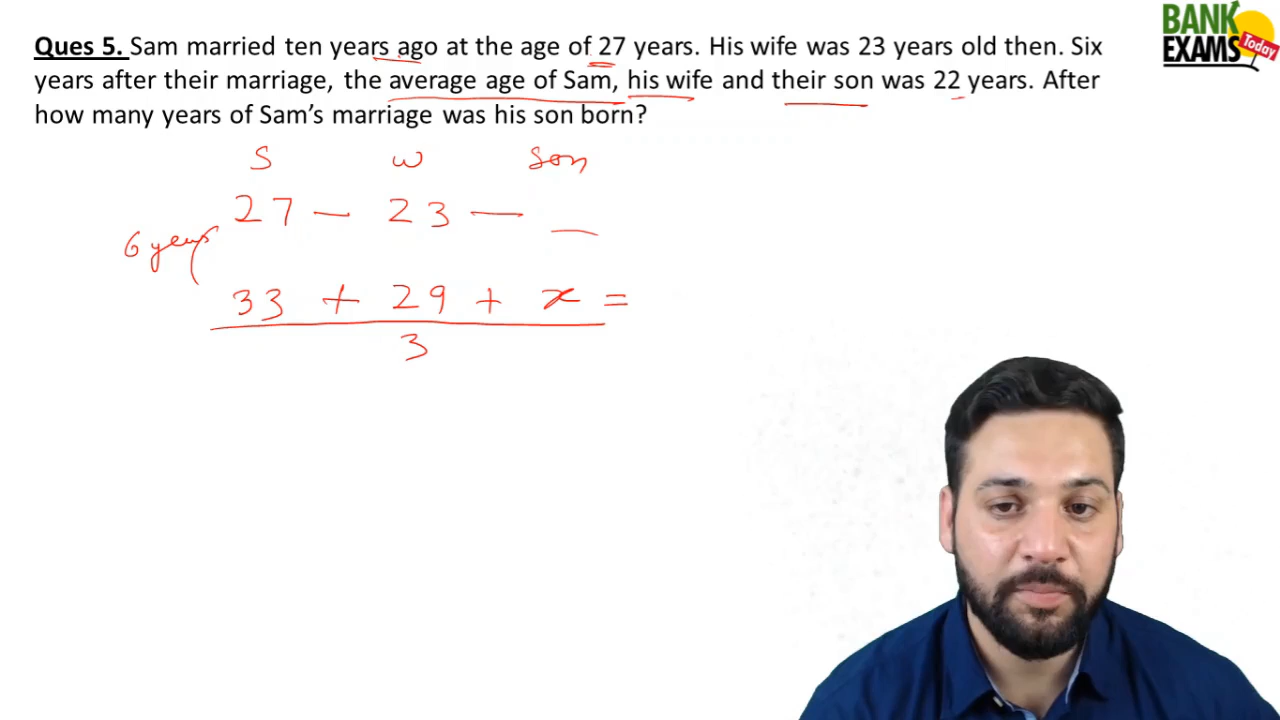 BANK
EXAMS Today
Ques 5. Sam married ten years ago at the age of 27 years. His wife was 23 years old then. Six
years after their marriage, the average age of Sam, his wife and their son was 22 years. After
how many years of Sam's marriage was his son born?
S W Son
27 — 23 — __
6 years
33 + 29 + x =
3